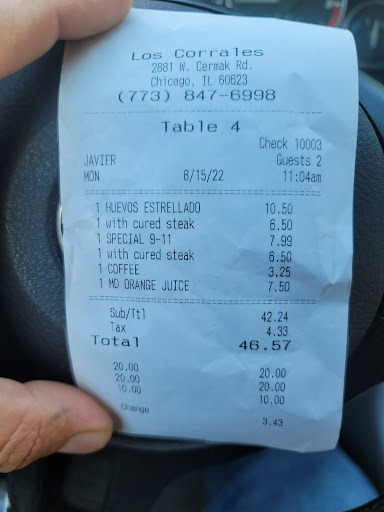 Los Corrales
2881 W. Cermak Rd.
Chicago, IL 60623
(773) 847-6998
Table 4
Check 10003
JAVIER Guests 2
MON 8/15/22 11:04am
1 HUEVOS ESTRELLADO 10.50
1 with cured steak 6.50
1 SPECIAL 9-11 7.99
1 with cured steak 6.50
1 COFFEE 3.25
1 MD ORANGE JUICE 7.50
Sub/Ttl 42.24
Tax 4.33
Total 46.57
20.00 20.00
20.00 20.00
10.00 10.00
Change 3.43